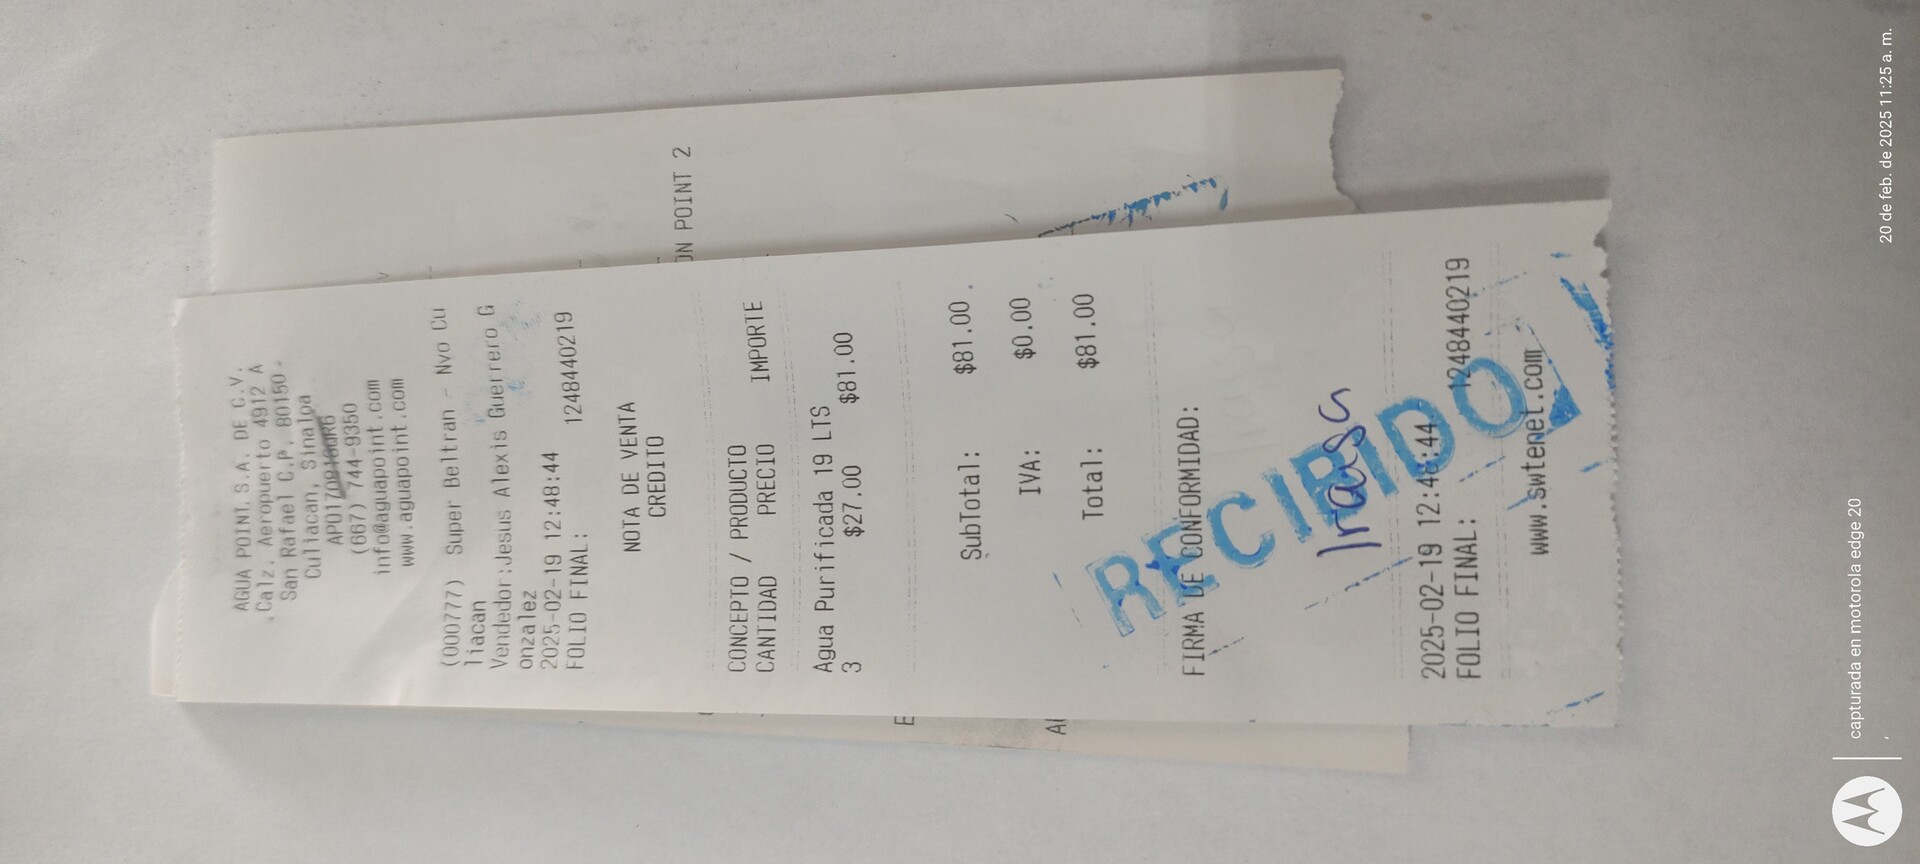 AGUA POINT.S.A. DE C.V.
Calz. Aeropuerto 4912 A
San Rafael C.P. 80150.
Culiacan, Sinaloa
(667) 744-9350
info@aguapoint.com
www.aguapoint.com
(000777) Super Beltran - Nvo Cu
liacan
Vendedor:Jesus Alexis Guerrero G
onzalez
2025-02-19 12:48:44
FOLIO FINAL: 1248440219
NOTA DE VENTA
CREDITO
CONCEPTO / PRODUCTO
CANTIDAD PRECIO IMPORTE
Agua Purificada 19 LTS
3 $27.00 $81.00
SubTotal: $81.00
IVA: $0.00
Total: $81.00
FIRMA DE CONFORMIDAD:
RECIBIDO
2025-02-19 12:48:44
FOLIO FINAL: 1248440219
www.swtenet.com
ON POINT 2
capturada en motorola edge 20
20 de feb. de 2025 11:25 a. m.